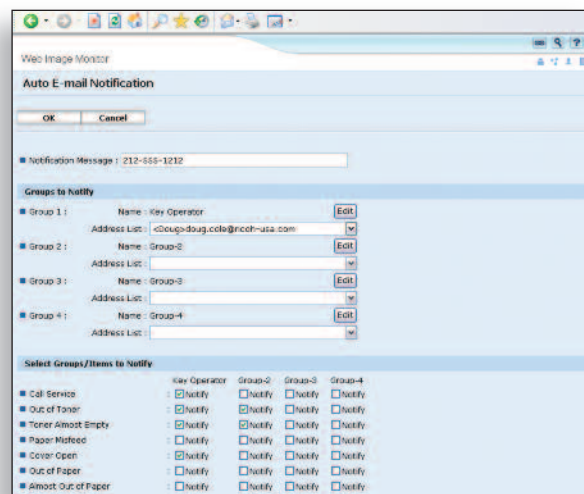 Web Image Monitor
Auto E-mail Notification
OK Cancel
Notification Message : 212-555-1212
Groups to Notify
Group 1 : Name : Key Operator Edit
Address List : <Doug>doug.cole@ricoh-usa.com
Group 2 : Name : Group-2 Edit
Address List :
Group 3 : Name : Group-3 Edit
Address List :
Group 4 : Name : Group-4 Edit
Address List :
Select Groups/Items to Notify
Key Operator Group-2 Group-3 Group-4
Call Service : Notify Notify Notify Notify
Out of Toner : Notify Notify Notify Notify
Toner Almost Empty : Notify Notify Notify Notify
Paper Misfeed : Notify Notify Notify Notify
Cover Open : Notify Notify Notify Notify
Out of Paper : Notify Notify Notify Notify
Almost Out of Paper : Notify Notify Notify Notify